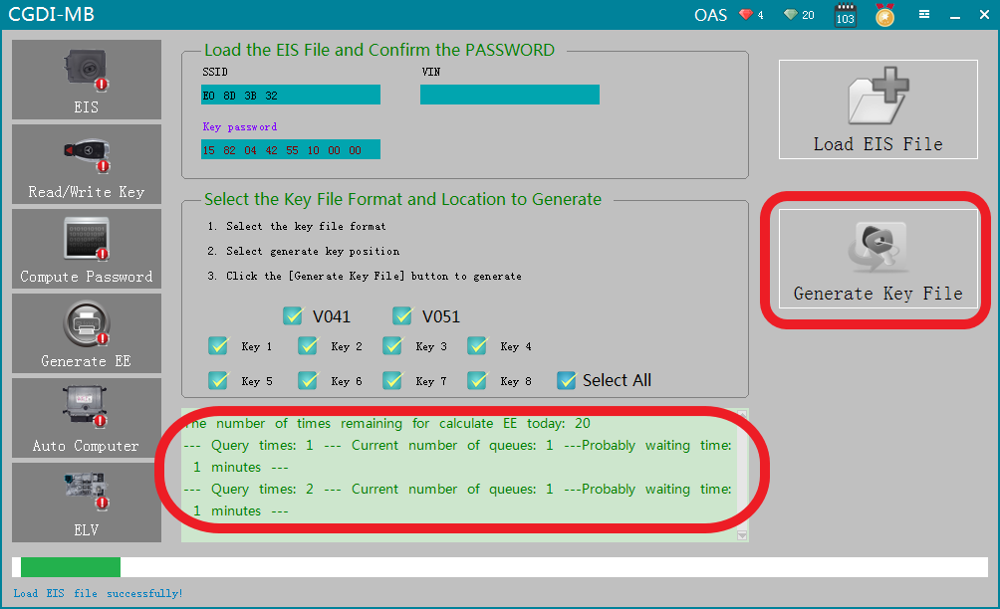 CGDI-MB
OAS 4 20 103
EIS
Read/Write Key
Compute Password
Generate EE
Auto Computer
ELV
Load the EIS File and Confirm the PASSWORD
SSID VIN
E0 8D 3B 32
Key password
15 82 04 42 55 10 00 00
Select the Key File Format and Location to Generate
1. Select the key file format
2. Select generate key position
3. Click the [Generate Key File] button to generate
V041 V051
Key 1 Key 2 Key 3 Key 4
Key 5 Key 6 Key 7 Key 8 Select All
The number of times remaining for calculate EE today: 20
--- Query times: 1 --- Current number of queues: 1 ---Probably waiting time:
1 minutes ---
--- Query times: 2 --- Current number of queues: 1 ---Probably waiting time:
1 minutes ---
Load EIS File
Generate Key File
Load EIS file successfully!